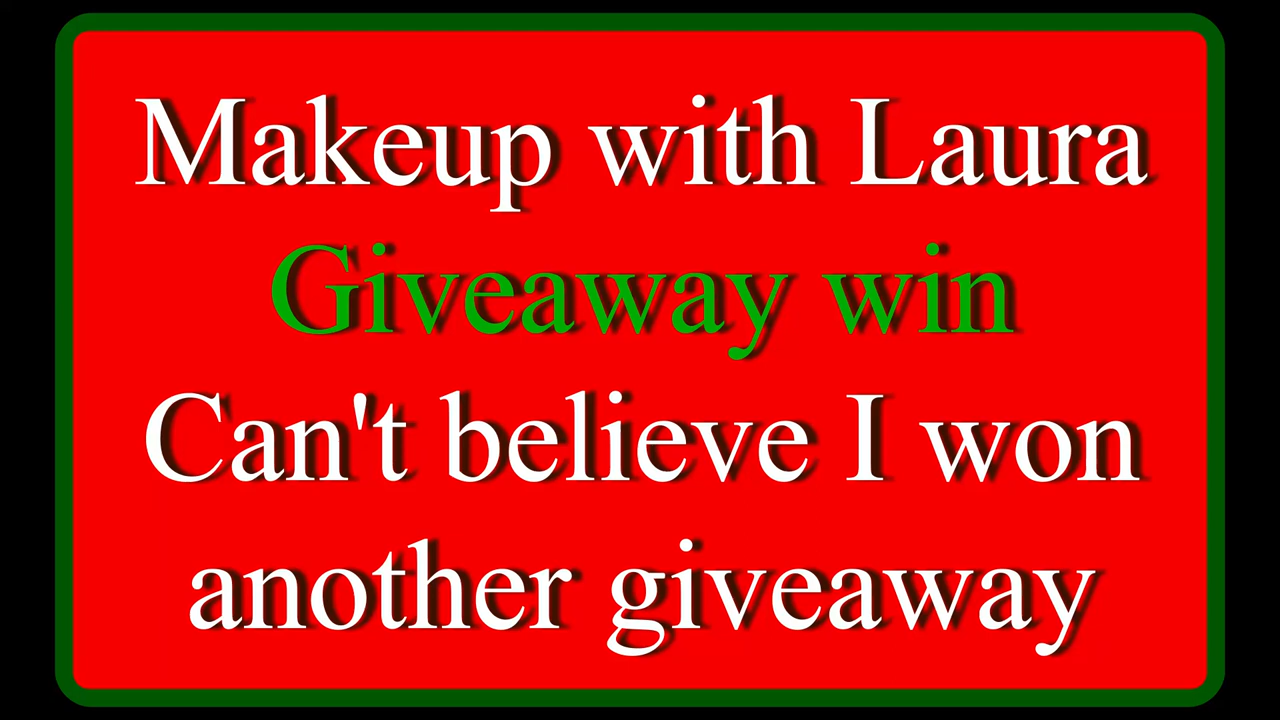 Makeup with Laura
Giveaway win
Can't believe I won
another giveaway